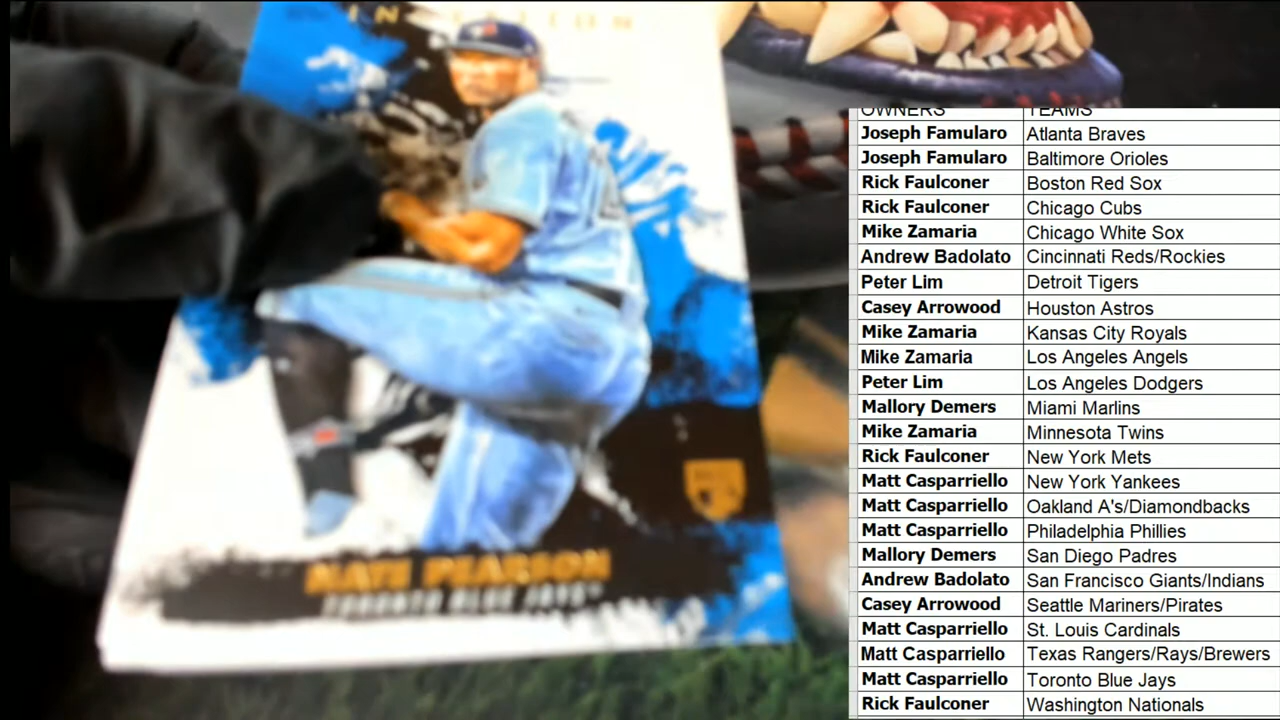 INCEPTION
NATE PEARSON
TORONTO BLUE JAYS
OWNERS TEAMS
Joseph Famularo Atlanta Braves
Joseph Famularo Baltimore Orioles
Rick Faulconer Boston Red Sox
Rick Faulconer Chicago Cubs
Mike Zamaria Chicago White Sox
Andrew Badolato Cincinnati Reds/Rockies
Peter Lim Detroit Tigers
Casey Arrowood Houston Astros
Mike Zamaria Kansas City Royals
Mike Zamaria Los Angeles Angels
Peter Lim Los Angeles Dodgers
Mallory Demers Miami Marlins
Mike Zamaria Minnesota Twins
Rick Faulconer New York Mets
Matt Casparriello New York Yankees
Matt Casparriello Oakland A's/Diamondbacks
Matt Casparriello Philadelphia Phillies
Mallory Demers San Diego Padres
Andrew Badolato San Francisco Giants/Indians
Casey Arrowood Seattle Mariners/Pirates
Matt Casparriello St. Louis Cardinals
Matt Casparriello Texas Rangers/Rays/Brewers
Matt Casparriello Toronto Blue Jays
Rick Faulconer Washington Nationals